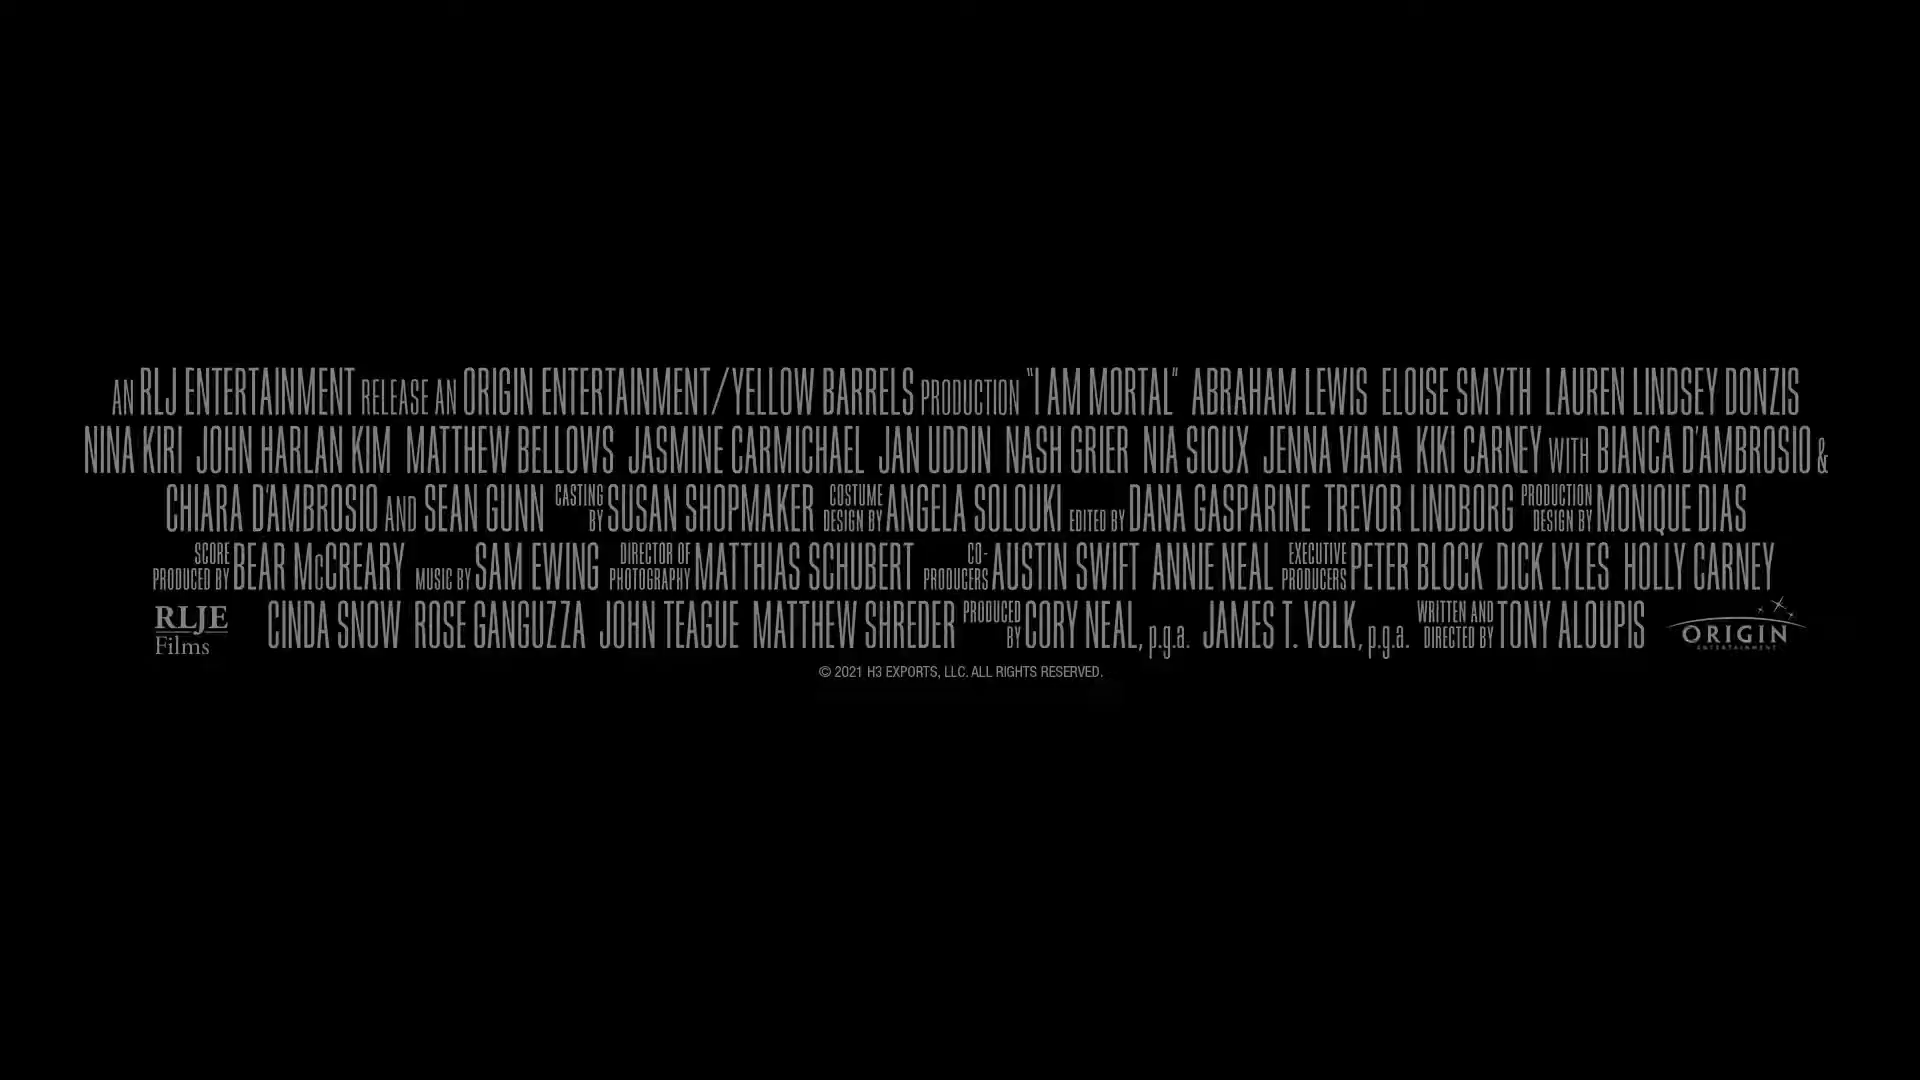 AN RLJ ENTERTAINMENT RELEASE AN ORIGIN ENTERTAINMENT/YELLOW BARRELS PRODUCTION "I AM MORTAL" ABRAHAM LEWIS ELOISE SMYTH LAUREN LINDSEY DONZIS
NINA KIRI JOHN HARLAN KIM MATTHEW BELLOWS JASMINE CARMICHAEL JAN UDDIN NASH GRIER NIA SIOUX JENNA VIANA KIKI CARNEY WITH BIANCA D'AMBROSIO &
CHIARA D'AMBROSIO AND SEAN GUNN CASTING BY SUSAN SHOPMAKER COSTUME DESIGN BY ANGELA SOLOUKI EDITED BY DANA GASPARINE TREVOR LINDBORG PRODUCTION DESIGN BY MONIQUE DIAS
SCORE PRODUCED BY BEAR McCREARY MUSIC BY SAM EWING DIRECTOR OF PHOTOGRAPHY MATTHIAS SCHUBERT CO-PRODUCERS AUSTIN SWIFT ANNIE NEAL EXECUTIVE PRODUCERS PETER BLOCK DICK LYLES HOLLY CARNEY
RLJE Films CINDA SNOW ROSE GANGUZZA JOHN TEAGUE MATTHEW SHREDER PRODUCED BY CORY NEAL, p.g.a. JAMES T. VOLK, p.g.a. WRITTEN AND DIRECTED BY TONY ALOUPIS ORIGIN ENTERTAINMENT
© 2021 H3 EXPORTS, LLC. ALL RIGHTS RESERVED.